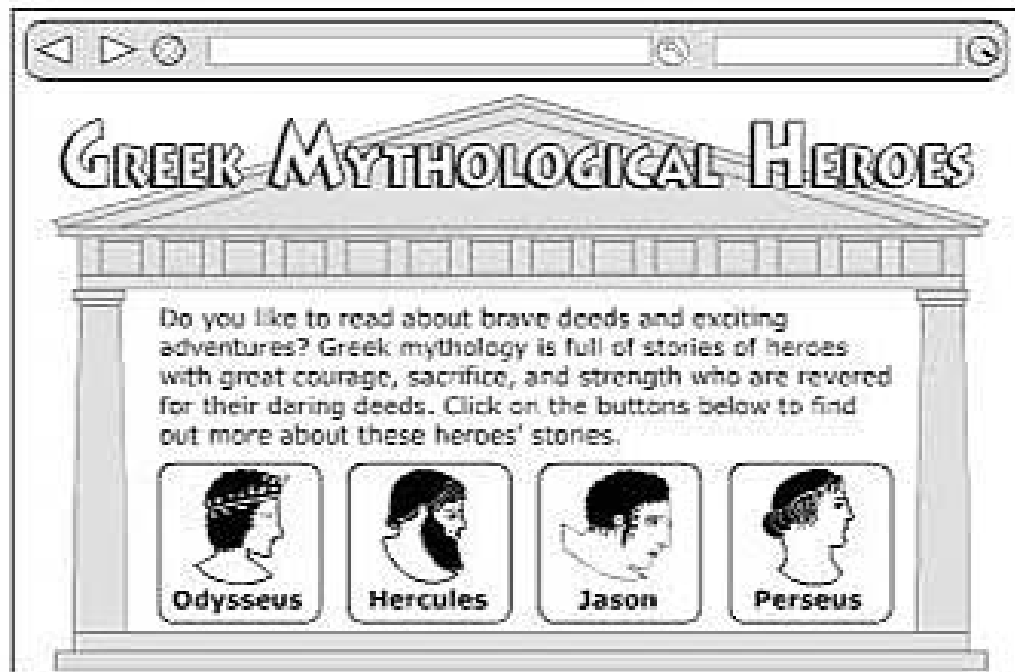 GREEK MYTHOLOGICAL HEROES
Do you like to read about brave deeds and exciting
adventures? Greek mythology is full of stories of heroes
with great courage, sacrifice, and strength who are revered
for their daring deeds. Click on the buttons below to find
out more about these heroes' stories.
Odysseus Hercules Jason Perseus